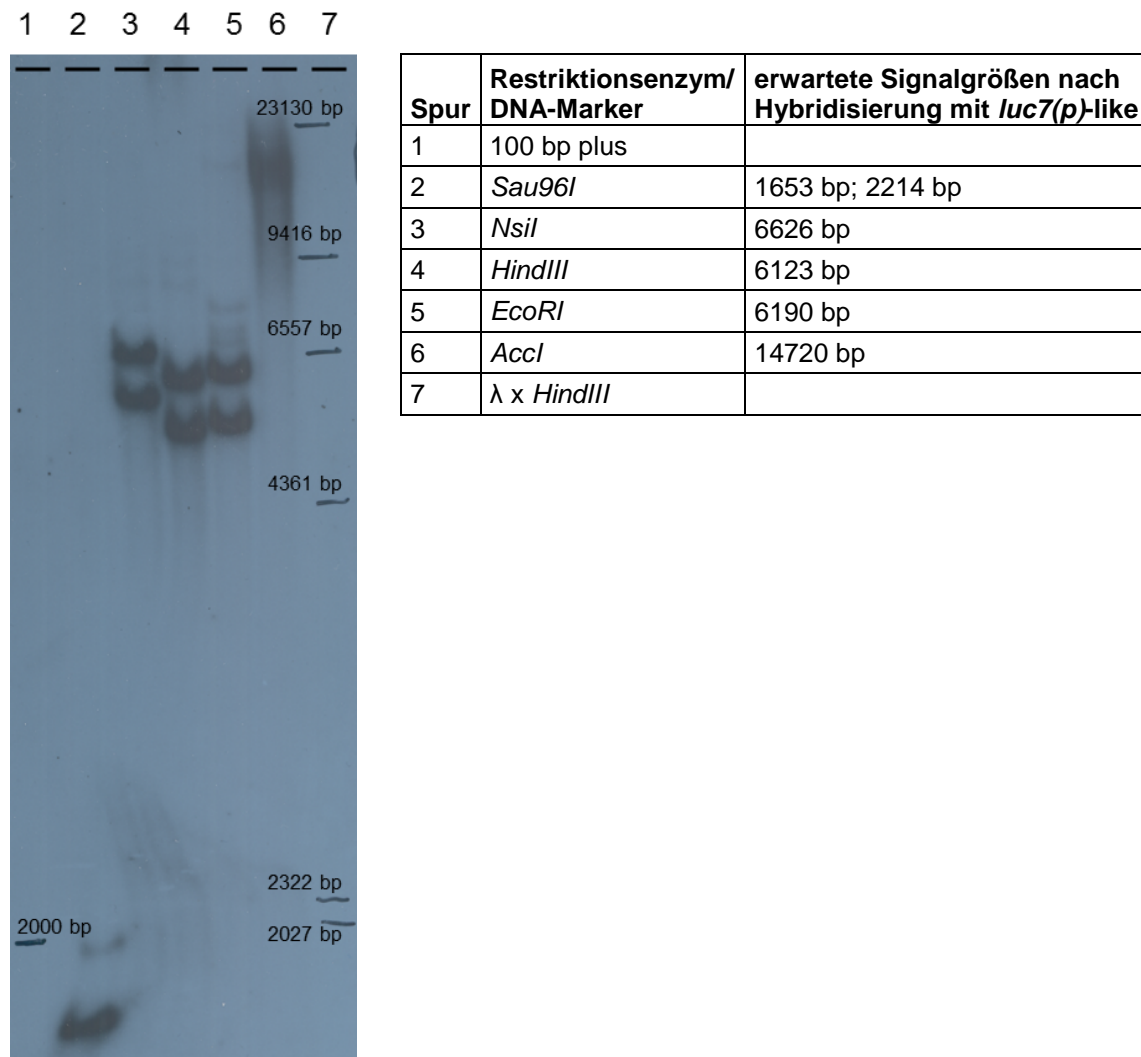 1 2 3 4 5 6 7
23130 bp
9416 bp
6557 bp
4361 bp
2322 bp
2000 bp
2027 bp
Spur Restriktionsenzym/ DNA-Marker erwartete Signalgrößen nach Hybridisierung mit luc7(p)-like
1 100 bp plus
2 Sau96I 1653 bp; 2214 bp
3 NsiI 6626 bp
4 HindIII 6123 bp
5 EcoRI 6190 bp
6 AccI 14720 bp
7 λ x HindIII